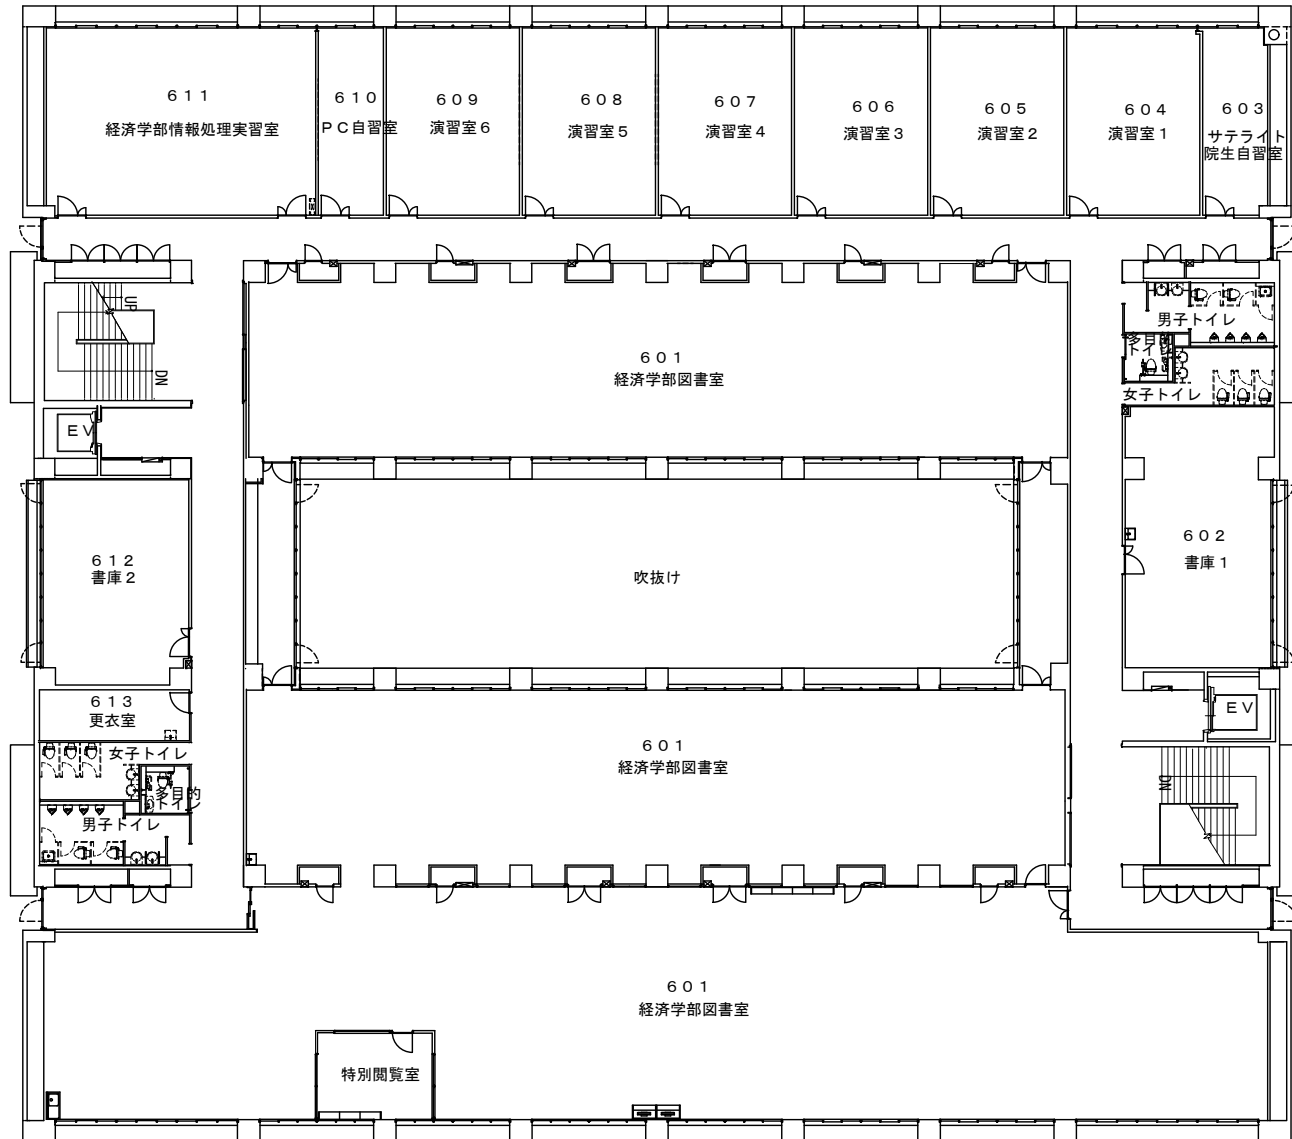 ６１１
経済学部情報処理実習室
６１０
ＰＣ自習室
６０９
演習室６
６０８
演習室５
６０７
演習室４
６０６
演習室３
６０５
演習室２
６０４
演習室１
６０３
サテライト
院生自習室
UP
DN
ＥＶ
６０１
経済学部図書室
男子トイレ
多目的
トイレ
女子トイレ
６１２
書庫２
吹抜け
６０２
書庫１
６１３
更衣室
女子トイレ
多目的
トイレ
男子トイレ
６０１
経済学部図書室
ＥＶ
DN
６０１
経済学部図書室
特別閲覧室